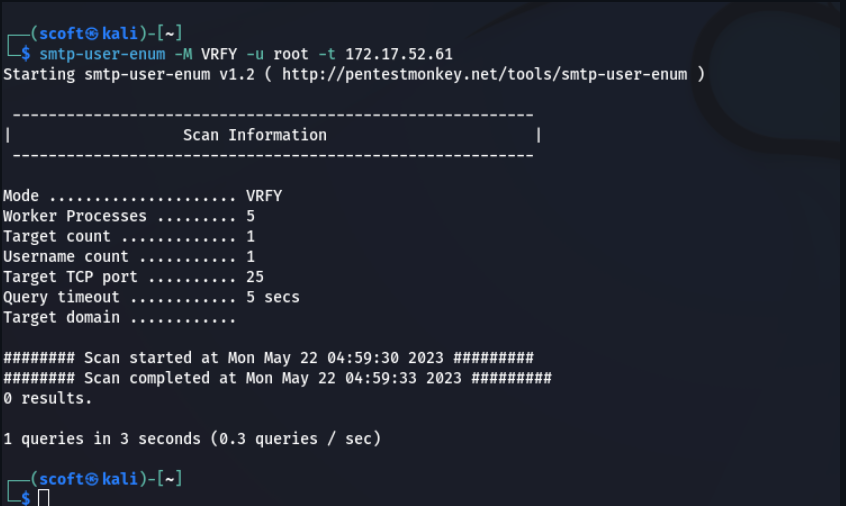 ┌──(scoft㉿kali)-[~]
└─$ smtp-user-enum -M VRFY -u root -t 172.17.52.61
Starting smtp-user-enum v1.2 ( http://pentestmonkey.net/tools/smtp-user-enum )
----------------------------------------------------------
| Scan Information |
----------------------------------------------------------
Mode ..................... VRFY
Worker Processes ......... 5
Target count ............. 1
Username count ........... 1
Target TCP port .......... 25
Query timeout ............ 5 secs
Target domain ............
######## Scan started at Mon May 22 04:59:30 2023 #########
######## Scan completed at Mon May 22 04:59:33 2023 #########
0 results.
1 queries in 3 seconds (0.3 queries / sec)
┌──(scoft㉿kali)-[~]
└─$